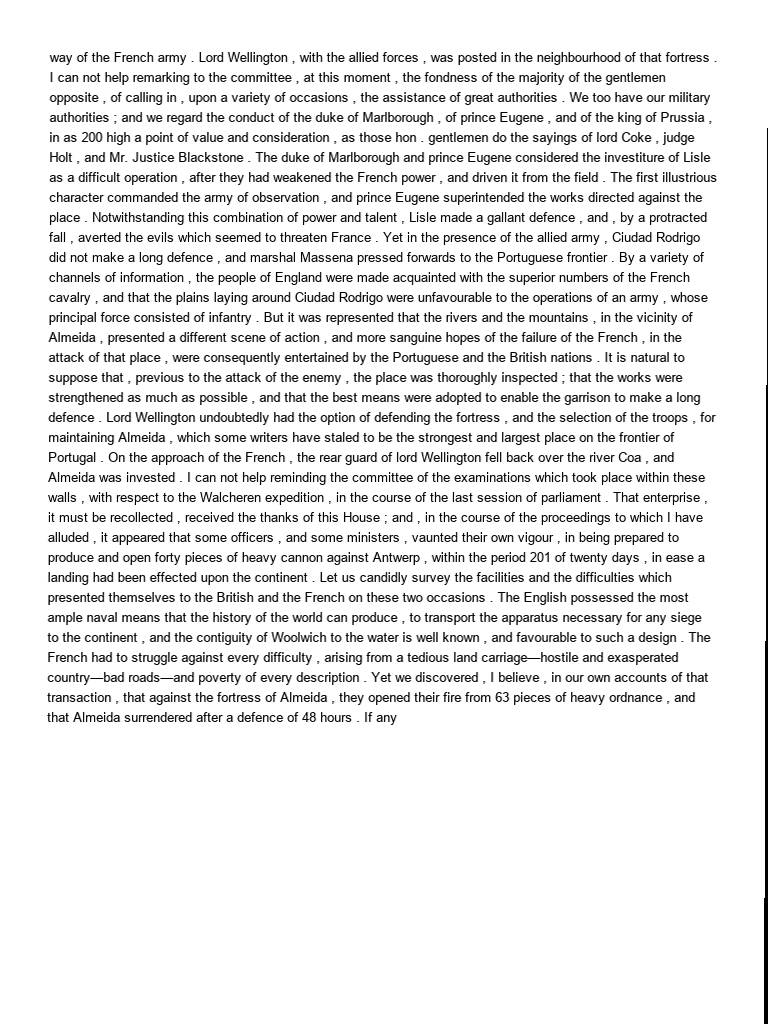 way of the French army . Lord Wellington , with the allied forces , was posted in the neighbourhood of that fortress .
I can not help remarking to the committee , at this moment , the fondness of the majority of the gentlemen
opposite , of calling in , upon a variety of occasions , the assistance of great authorities . We too have our military
authorities ; and we regard the conduct of the duke of Marlborough , of prince Eugene , and of the king of Prussia ,
in as 200 high a point of value and consideration , as those hon . gentlemen do the sayings of lord Coke , judge
Holt , and Mr. Justice Blackstone . The duke of Marlborough and prince Eugene considered the investiture of Lisle
as a difficult operation , after they had weakened the French power , and driven it from the field . The first illustrious
character commanded the army of observation , and prince Eugene superintended the works directed against the
place . Notwithstanding this combination of power and talent , Lisle made a gallant defence , and , by a protracted
fall , averted the evils which seemed to threaten France . Yet in the presence of the allied army , Ciudad Rodrigo
did not make a long defence , and marshal Massena pressed forwards to the Portuguese frontier . By a variety of
channels of information , the people of England were made acquainted with the superior numbers of the French
cavalry , and that the plains laying around Ciudad Rodrigo were unfavourable to the operations of an army , whose
principal force consisted of infantry . But it was represented that the rivers and the mountains , in the vicinity of
Almeida , presented a different scene of action , and more sanguine hopes of the failure of the French , in the
attack of that place , were consequently entertained by the Portuguese and the British nations . It is natural to
suppose that , previous to the attack of the enemy , the place was thoroughly inspected ; that the works were
strengthened as much as possible , and that the best means were adopted to enable the garrison to make a long
defence . Lord Wellington undoubtedly had the option of defending the fortress , and the selection of the troops , for
maintaining Almeida , which some writers have staled to be the strongest and largest place on the frontier of
Portugal . On the approach of the French , the rear guard of lord Wellington fell back over the river Coa , and
Almeida was invested . I can not help reminding the committee of the examinations which took place within these
walls , with respect to the Walcheren expedition , in the course of the last session of parliament . That enterprise ,
it must be recollected , received the thanks of this House ; and , in the course of the proceedings to which I have
alluded , it appeared that some officers , and some ministers , vaunted their own vigour , in being prepared to
produce and open forty pieces of heavy cannon against Antwerp , within the period 201 of twenty days , in ease a
landing had been effected upon the continent . Let us candidly survey the facilities and the difficulties which
presented themselves to the British and the French on these two occasions . The English possessed the most
ample naval means that the history of the world can produce , to transport the apparatus necessary for any siege
to the continent , and the contiguity of Woolwich to the water is well known , and favourable to such a design . The
French had to struggle against every difficulty , arising from a tedious land carriage—hostile and exasperated
country—bad roads—and poverty of every description . Yet we discovered , I believe , in our own accounts of that
transaction , that against the fortress of Almeida , they opened their fire from 63 pieces of heavy ordnance , and
that Almeida surrendered after a defence of 48 hours . If any